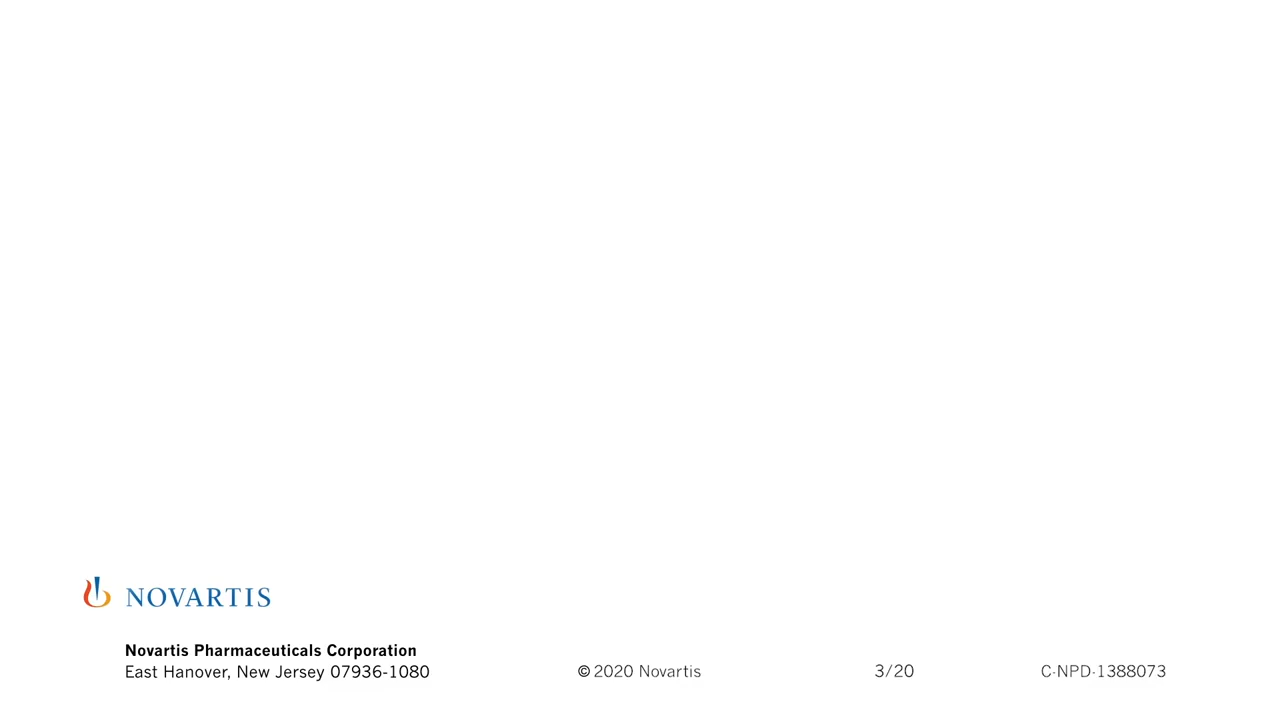 NOVARTIS
Novartis Pharmaceuticals Corporation
East Hanover, New Jersey 07936-1080
© 2020 Novartis
3/20
C-NPD-1388073